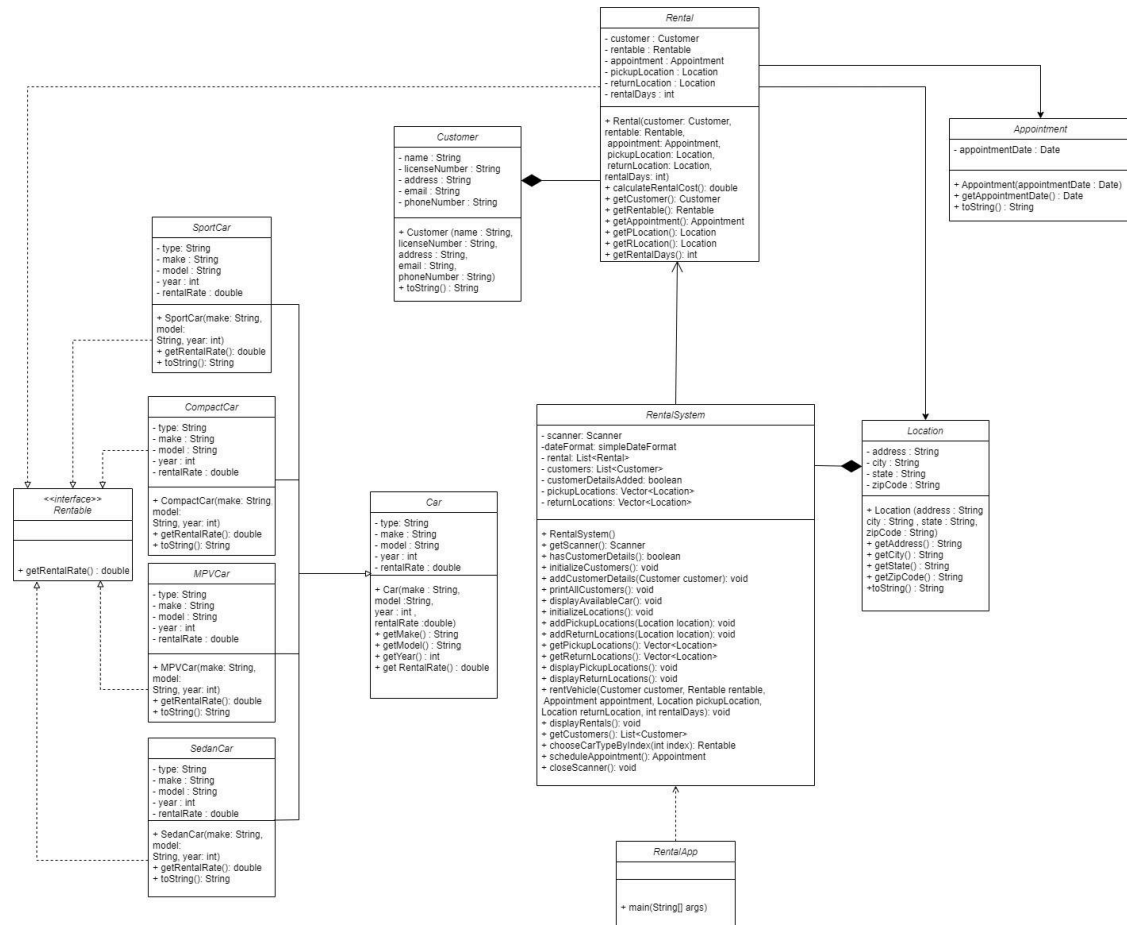 Rental
- customer : Customer
- rentable : Rentable
- appointment : Appointment
- pickupLocation : Location
- returnLocation : Location
- rentalDays : int
+ Rental(customer: Customer,
rentable: Rentable,
appointment: Appointment,
pickupLocation: Location,
returnLocation: Location,
rentalDays: int)
+ calculateRentalCost(): double
+ getCustomer(): Customer
+ getRentable(): Rentable
+ getAppointment(): Appointment
+ getPLocation(): Location
+ getRLocation(): Location
+ getRentalDays(): int
Appointment
- appointmentDate : Date
+ Appointment(appointmentDate : Date)
+ getAppointmentDate() : Date
+ toString() : String
Customer
- name : String
- licenseNumber : String
- address : String
- email : String
- phoneNumber : String
+ Customer (name : String,
licenseNumber : String,
address : String,
email : String,
phoneNumber : String)
+ toString() : String
SportCar
- type: String
- make : String
- model : String
- year : int
- rentalRate : double
+ SportCar(make: String,
model:
String, year: int)
+ getRentalRate(): double
+ toString(): String
CompactCar
- type: String
- make : String
- model : String
- year : int
- rentalRate : double
+ CompactCar(make: String,
model:
String, year: int)
+ getRentalRate(): double
+ toString(): String
<<interface>>
Rentable
+ getRentalRate() : double
MPVCar
- type: String
- make : String
- model : String
- year : int
- rentalRate : double
+ MPVCar(make: String,
model:
String, year: int)
+ getRentalRate(): double
+ toString(): String
SedanCar
- type: String
- make : String
- model : String
- year : int
- rentalRate : double
+ SedanCar(make: String,
model:
String, year: int)
+ getRentalRate(): double
+ toString(): String
Car
- type: String
- make : String
- model : String
- year : int
- rentalRate : double
+ Car(make : String,
model :String,
year : int ,
rentalRate :double)
+ getMake() : String
+ getModel() : String
+ getYear() : int
+ get RentalRate() : double
RentalSystem
- scanner: Scanner
-dateFormat: simpleDateFormat
- rental: List<Rental>
- customers: List<Customer>
- customerDetailsAdded: boolean
- pickupLocations: Vector<Location>
- returnLocations: Vector<Location>
+ RentalSystem()
+ getScanner(): Scanner
+ hasCustomerDetails(): boolean
+ initializeCustomers(): void
+ addCustomerDetails(Customer customer): void
+ printAllCustomers(): void
+ displayAvailableCar(): void
+ initializeLocations(): void
+ addPickupLocations(Location location): void
+ addReturnLocations(Location location): void
+ getPickupLocations(): Vector<Location>
+ getReturnLocations(): Vector<Location>
+ displayPickupLocations(): void
+ displayReturnLocations(): void
+ rentVehicle(Customer customer, Rentable rentable,
Appointment appointment, Location pickupLocation,
Location returnLocation, int rentalDays): void
+ displayRentals(): void
+ getCustomers(): List<Customer>
+ chooseCarTypeByIndex(int index): Rentable
+ scheduleAppointment(): Appointment
+ closeScanner(): void
Location
- address : String
- city : String
- state : String
- zipCode : String
+ Location (address : String
city : String , state : String,
zipCode : String)
+ getAddress() : String
+ getCity() : String
+ getState() : String
+ getZipCode() : String
+toString() : String
RentalApp
+ main(String[] args)